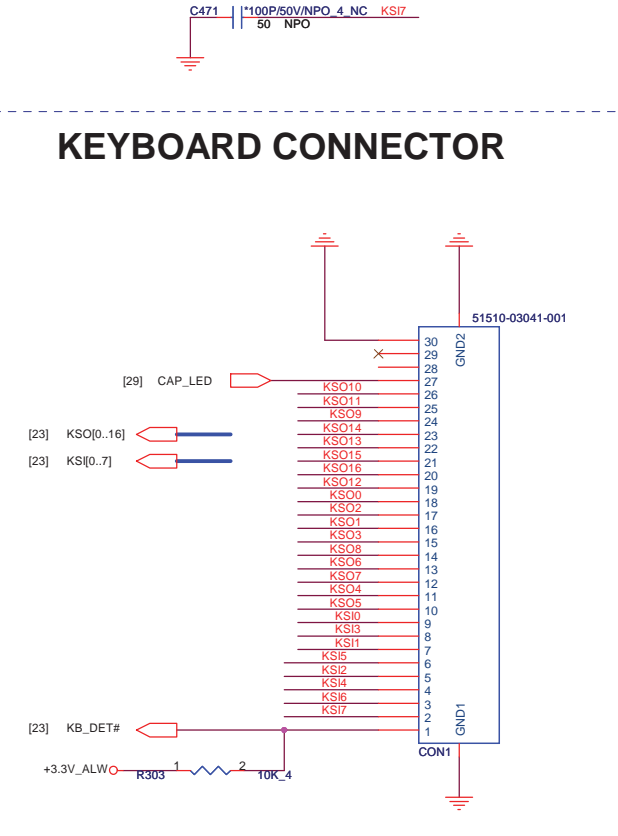 C471 *100P/50V/NPO_4_NC KSI7
50 NPO
KEYBOARD CONNECTOR
51510-03041-001
GND2
30
29
28
[29] CAP_LED 27
KSO10 26
KSO11 25
KSO9 24
[23] KSO[0..16] KSO14 23
KSO13 22
[23] KSI[0..7] KSO15 21
KSO16 20
KSO12 19
KSO0 18
KSO2 17
KSO1 16
KSO3 15
KSO8 14
KSO6 13
KSO7 12
KSO4 11
KSO5 10
KSI0 9
KSI3 8
KSI1 7
KSI5 6
KSI2 5
KSI4 4
KSI6 3
KSI7 2
[23] KB_DET# 1
GND1
CON1
+3.3V_ALW R303 1 2 10K_4